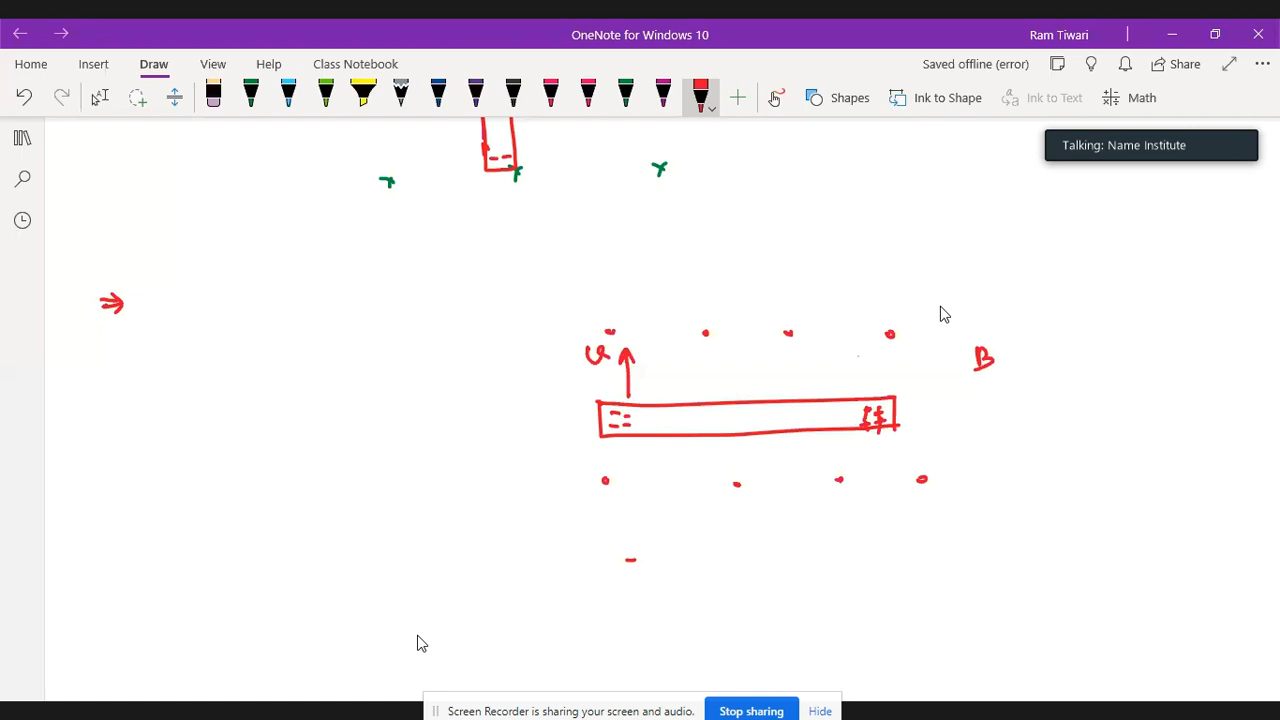 OneNote for Windows 10
Ram Tiwari
Home Insert Draw View Help Class Notebook
Saved offline (error)
Share
Shapes
Ink to Shape
Ink to Text
Math
Talking: Name Institute
B
Screen Recorder is sharing your screen and audio.
Stop sharing
Hide